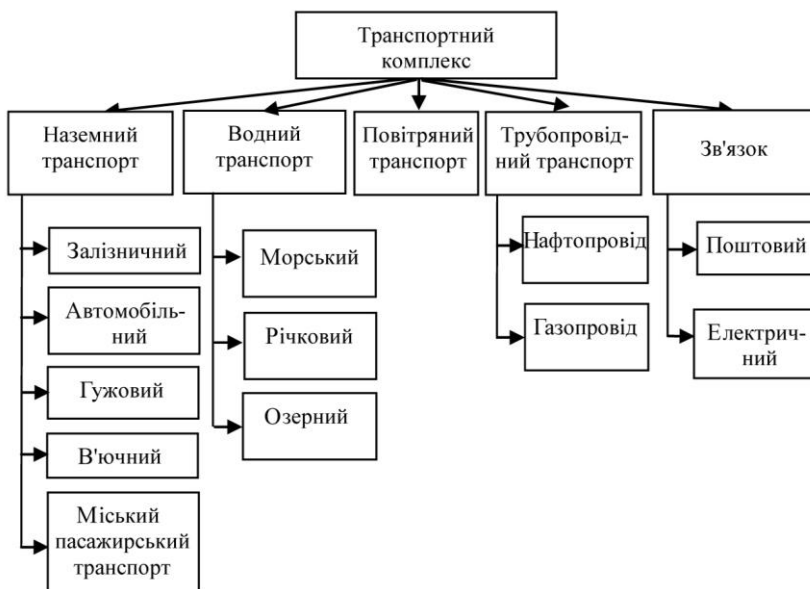 Транспортний
комплекс
Наземний
транспорт
Водний
транспорт
Повітряний
транспорт
Трубопровід-
ний транспорт
Зв'язок
Залізничний
Автомобіль-
ний
Гужовий
В'ючний
Міський
пасажирський
транспорт
Морський
Річковий
Озерний
Нафтопровід
Газопровід
Поштовий
Електрич-
ний